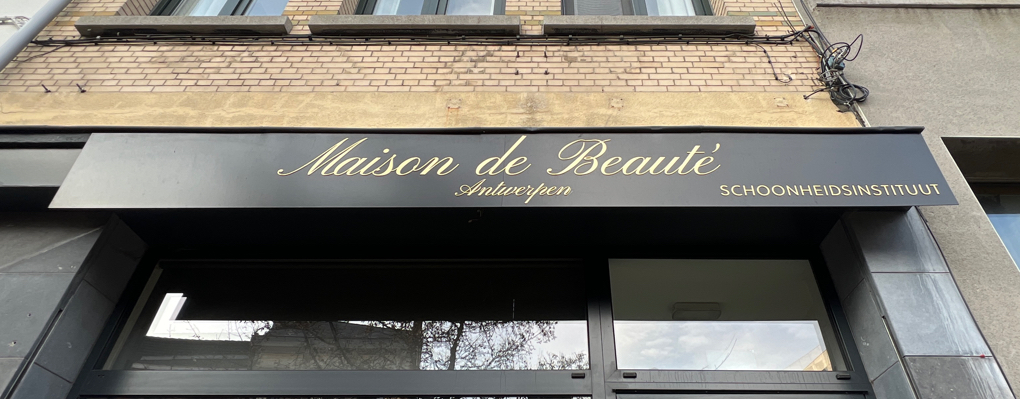 Maison de Beauté
Antwerpen
SCHOONHEIDSINSTITUUT